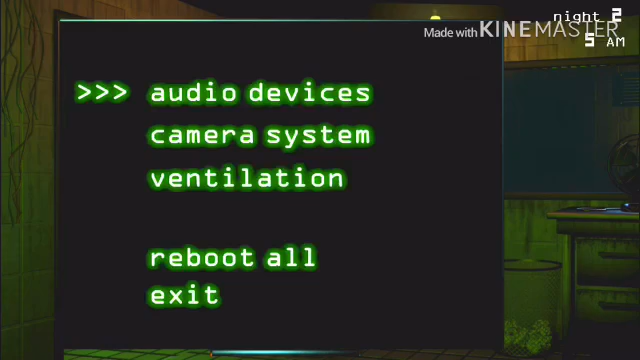 night 2
Made with KINEMASTER
5 AM
>>> audio devices
camera system
ventilation
reboot all
exit